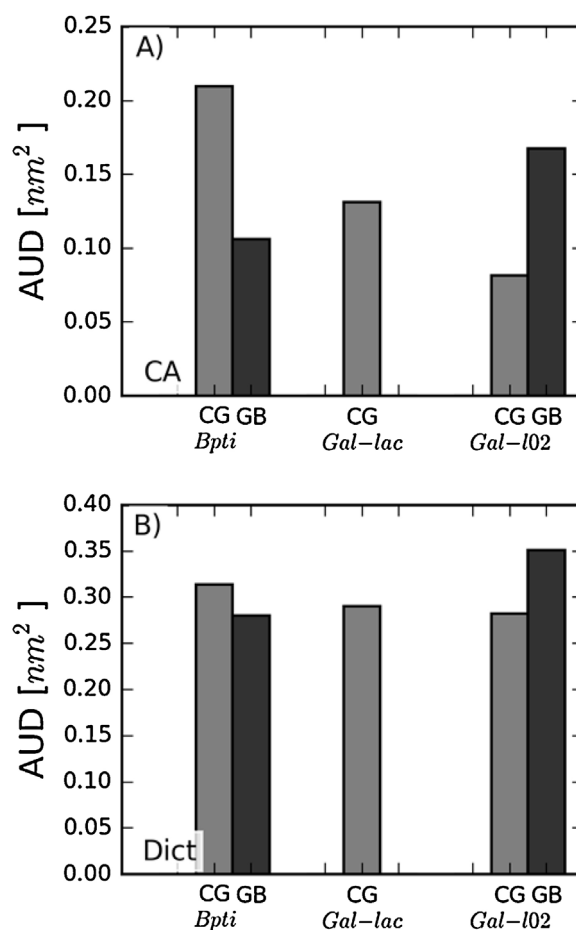 A)
0.25
0.20
0.15
0.10
0.05
0.00
AUD [nm²]
CA
CG GB CG CG GB
Bpti Gal-lac Gal-l02
B)
0.40
0.35
0.30
0.25
0.20
0.15
0.10
0.05
0.00
AUD [nm²]
Dict
CG GB CG CG GB
Bpti Gal-lac Gal-l02